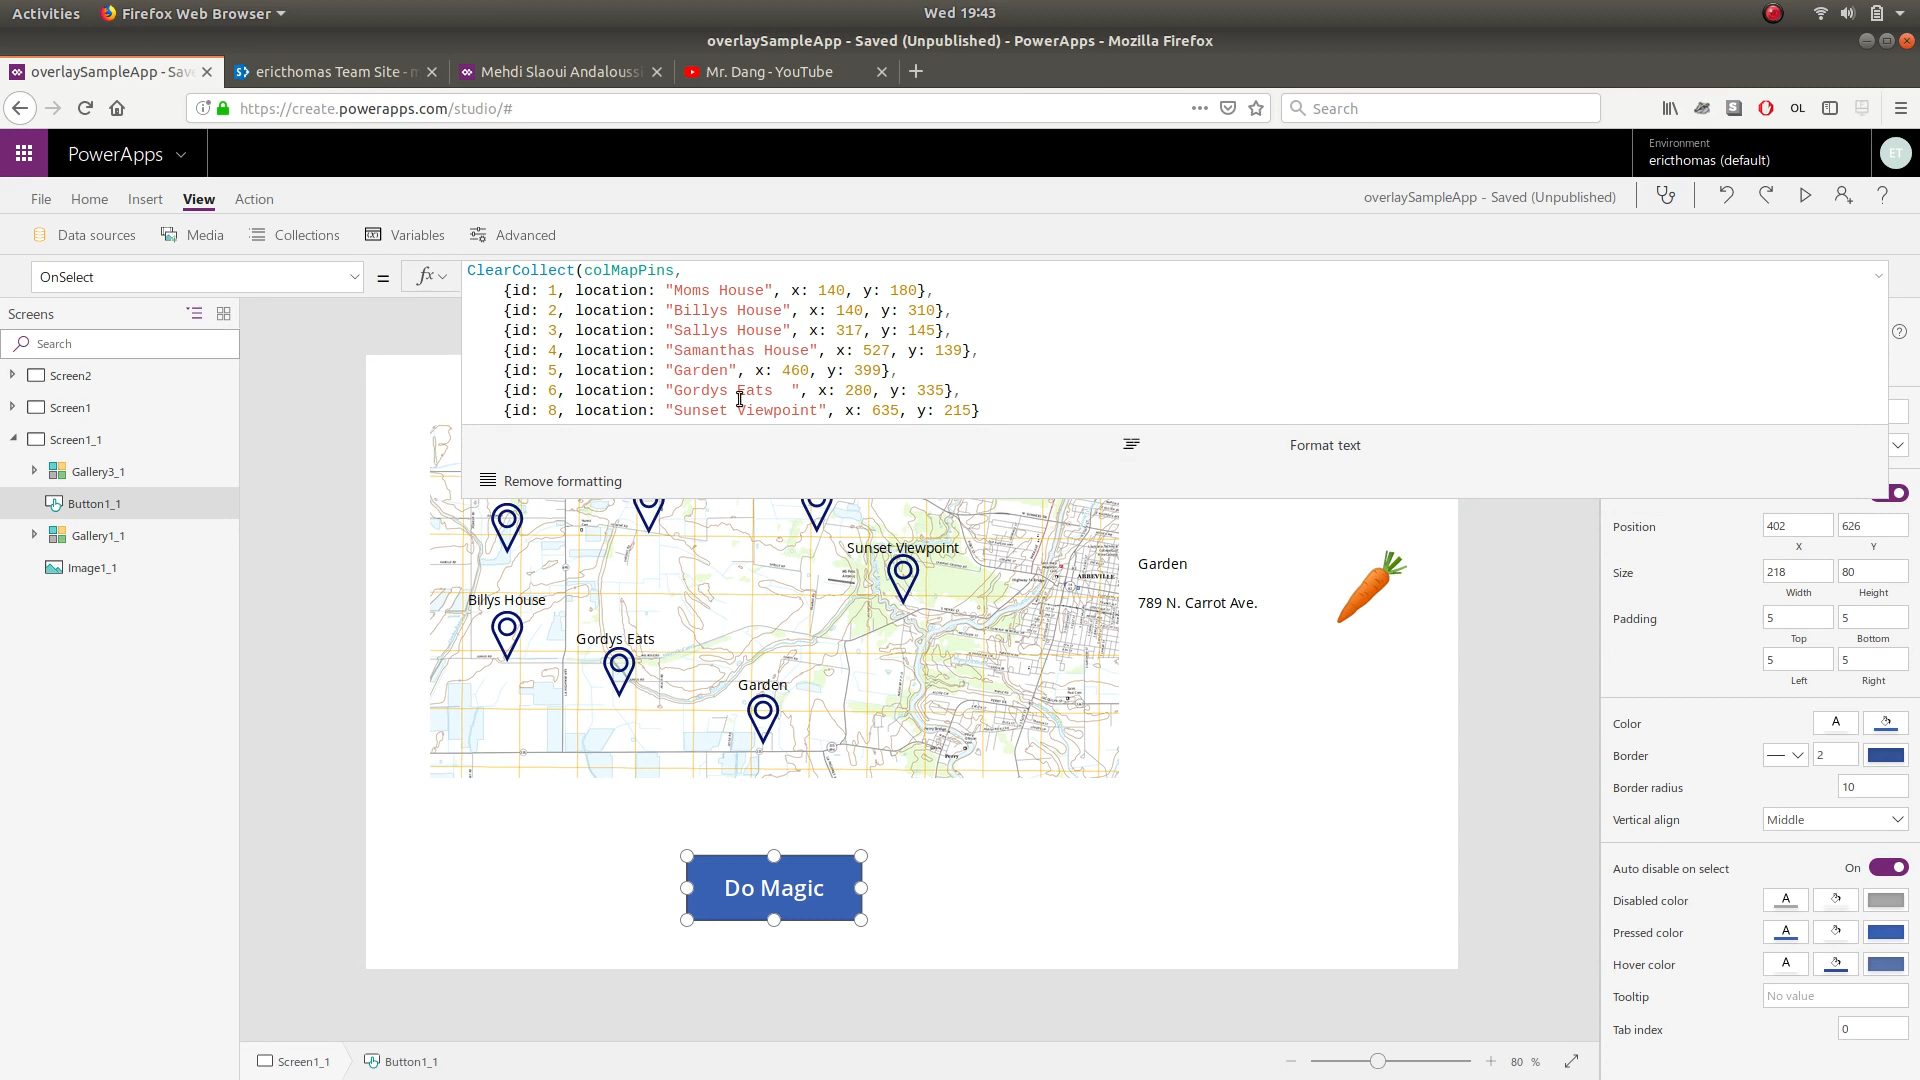 Activities Firefox Web Browser Wed 19:43
overlaySampleApp - Saved (Unpublished) - PowerApps - Mozilla Firefox
overlaySampleApp - Save ericthomas Team Site - m Mehdi Slaoui Andaloussi Mr. Dang - YouTube
https://create.powerapps.com/studio/# Search OL
PowerApps Environment
ericthomas (default) ET
File Home Insert View Action overlaySampleApp - Saved (Unpublished)
Data sources Media Collections Variables Advanced
OnSelect = fx
ClearCollect(colMapPins,
{id: 1, location: "Moms House", x: 140, y: 180},
{id: 2, location: "Billys House", x: 140, y: 310},
{id: 3, location: "Sallys House", x: 317, y: 145},
{id: 4, location: "Samanthas House", x: 527, y: 139},
{id: 5, location: "Garden", x: 460, y: 399},
{id: 6, location: "Gordys Eats  ", x: 280, y: 335},
{id: 8, location: "Sunset Viewpoint", x: 635, y: 215}
Format text
Remove formatting
Screens
Search
Screen2
Screen1
Screen1_1
Gallery3_1
Button1_1
Gallery1_1
Image1_1
Sunset Viewpoint
ABBEVILLE
Billys House
Gordys Eats
Garden
Perry
Garden
789 N. Carrot Ave.
Do Magic
Position 402 626
X Y
Size 218 80
Width Height
Padding 5 5
Top Bottom
5 5
Left Right
Color A
Border 2
Border radius 10
Vertical align Middle
Auto disable on select On
Disabled color A
Pressed color A
Hover color A
Tooltip No value
Tab index 0
Screen1_1 Button1_1 80 %